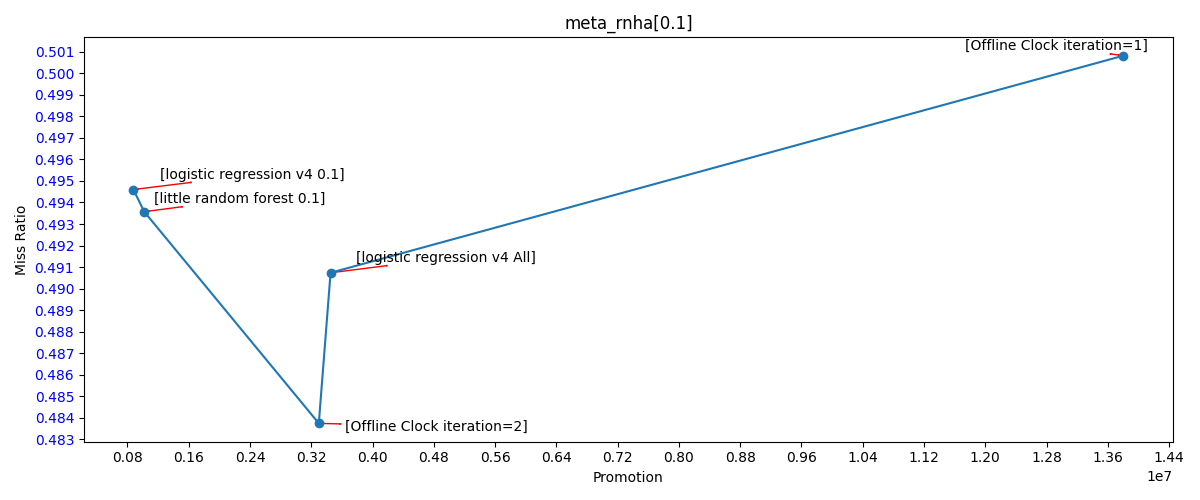 meta_rnha[0.1]
0.501
0.500
0.499
0.498
0.497
0.496
0.495
0.494
0.493
0.492
0.491
0.490
0.489
0.488
0.487
0.486
0.485
0.484
0.483
Miss Ratio
[Offline Clock iteration=1]
[logistic regression v4 0.1]
[little random forest 0.1]
[logistic regression v4 All]
[Offline Clock iteration=2]
0.08 0.16 0.24 0.32 0.40 0.48 0.56 0.64 0.72 0.80 0.88 0.96 1.04 1.12 1.20 1.28 1.36 1.44
1e7
Promotion